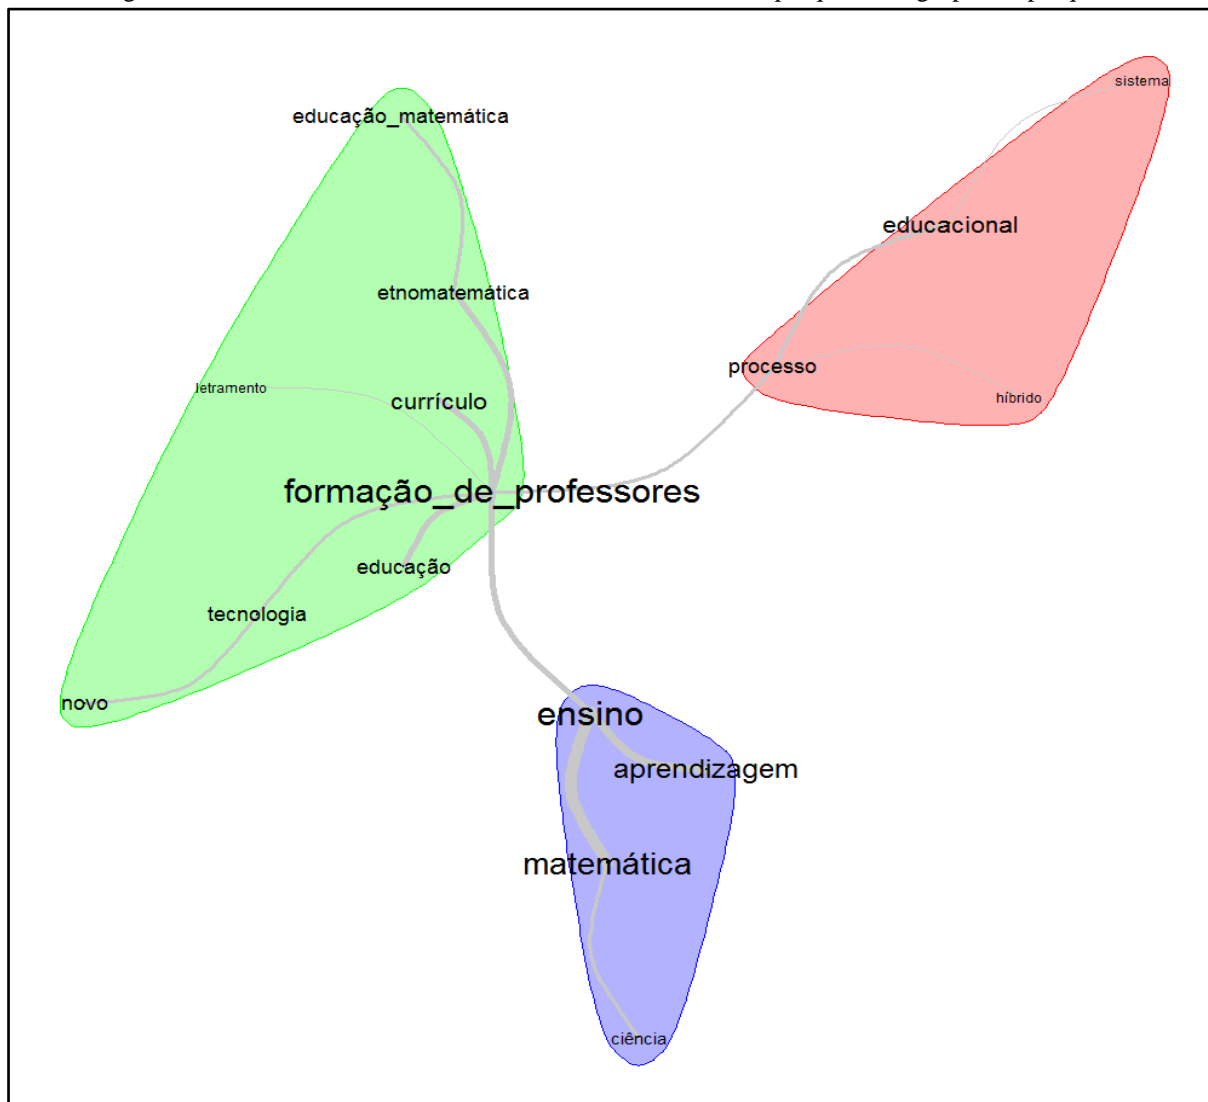 sistema
educação_matemática
educacional
etnomatemática
processo
letramento
híbrido
currículo
formação_de_professores
educação
tecnologia
novo
ensino
aprendizagem
matemática
ciência